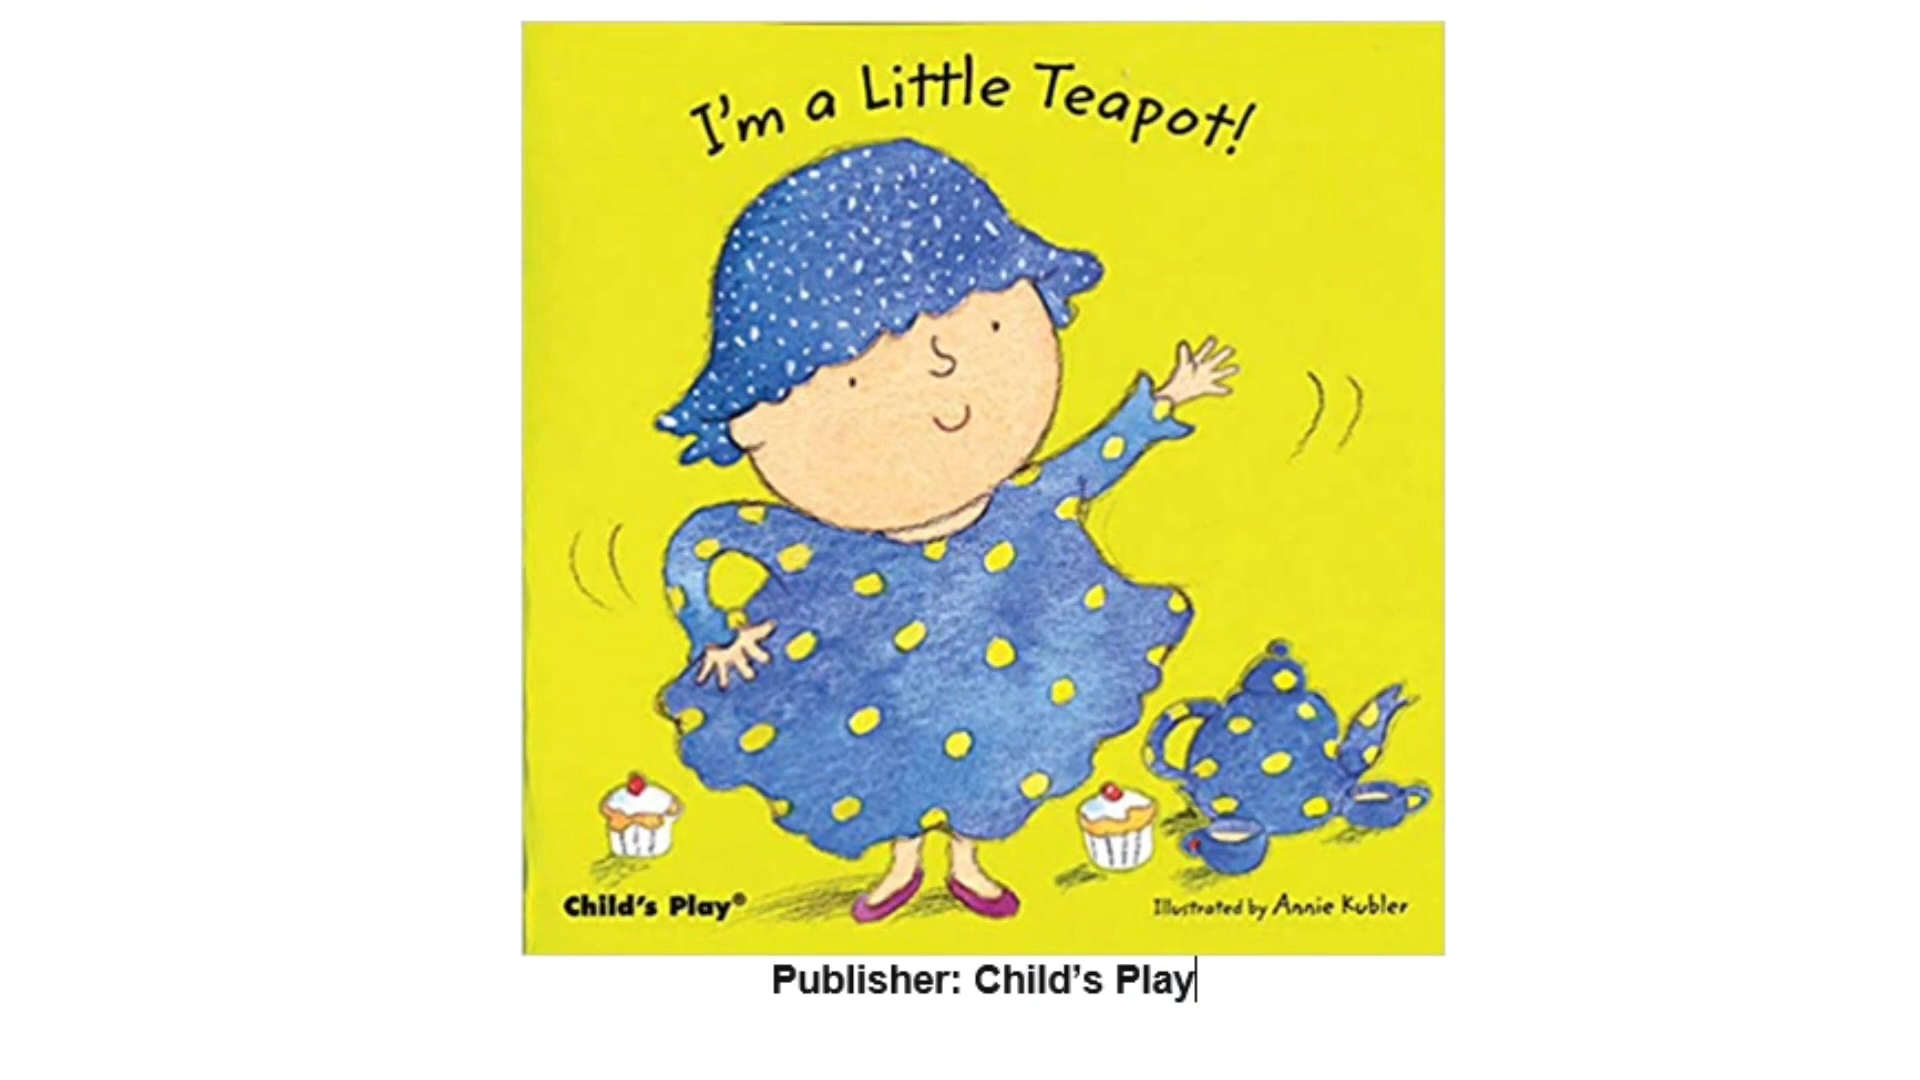 I'm a Little Teapot!
Child's Play®
Illustrated by Annie Kubler
Publisher: Child’s Play